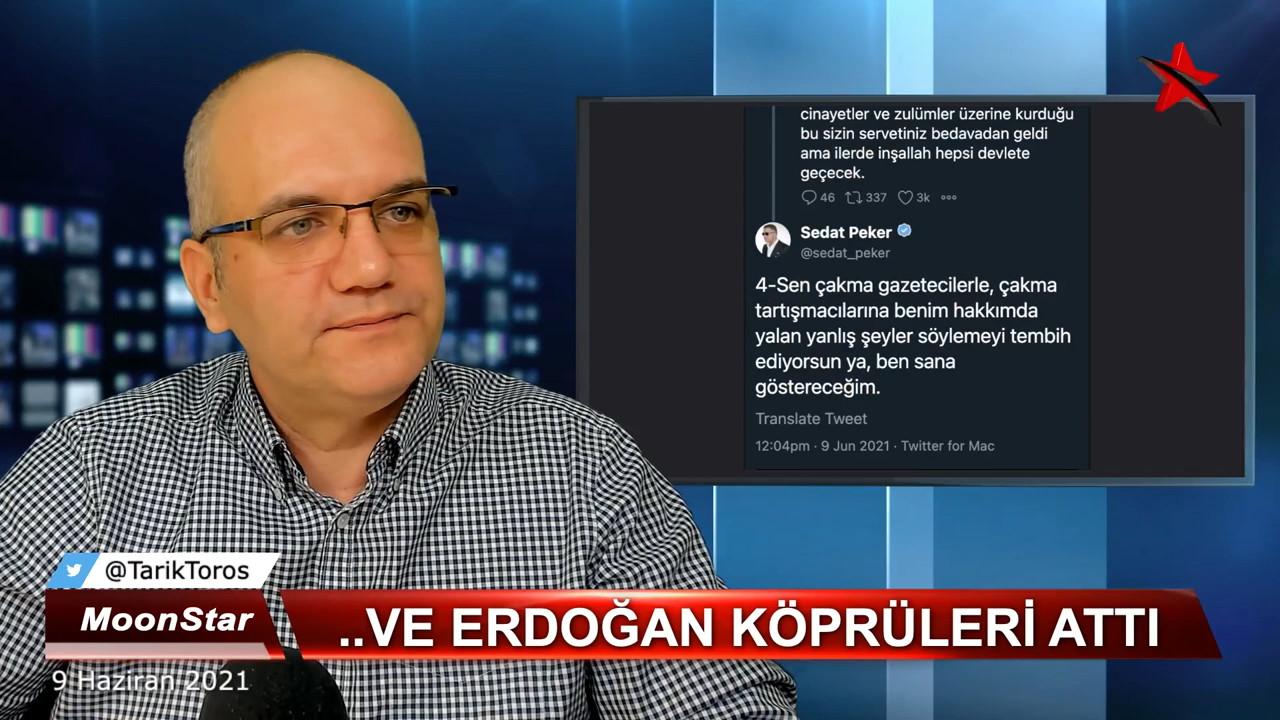 cinayetler ve zulümler üzerine kurduğu
bu sizin servetiniz bedavadan geldi
ama ilerde inşallah hepsi devlete
geçecek.
46 337 3k
Sedat Peker
@sedat_peker
4-Sen çakma gazetecilerle, çakma
tartışmacılarına benim hakkımda
yalan yanlış şeyler söylemeyi tembih
ediyorsun ya, ben sana
göstereceğim.
Translate Tweet
12:04pm · 9 Jun 2021 · Twitter for Mac
@TarikToros
MoonStar
..VE ERDOĞAN KÖPRÜLERİ ATTI
9 Haziran 2021